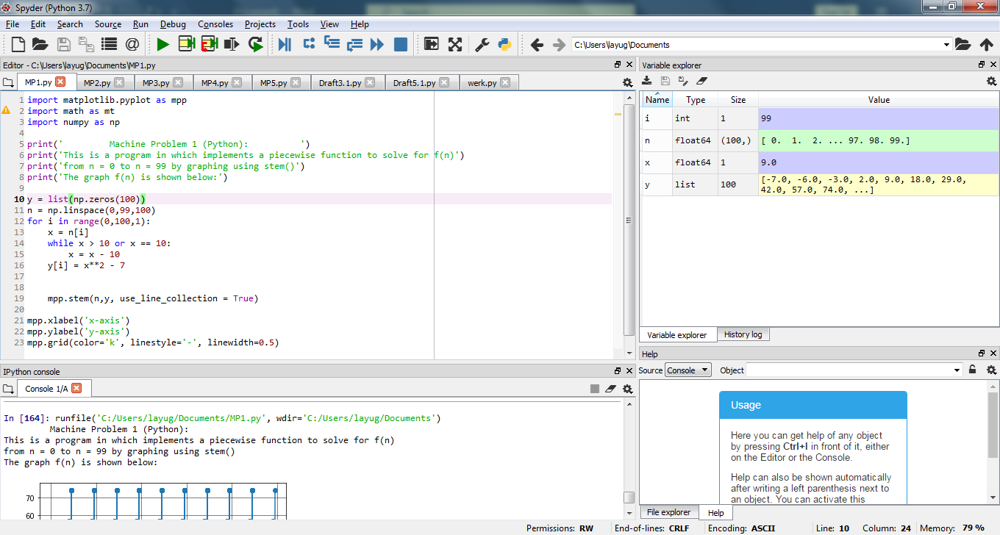 Spyder (Python 3.7)
File Edit Search Source Run Debug Consoles Projects Tools View Help
C:\Users\layug\Documents
Editor - C:\Users\layug\Documents\MP1.py
MP1.py MP2.py MP3.py MP4.py MP5.py Draft3.1.py Draft5.1.py werk.py
1 import matplotlib.pyplot as mpp
2 import math as mt
3 import numpy as np
4
5 print('         Machine Problem 1 (Python):          ')
6 print('This is a program in which implements a piecewise function to solve for f(n)')
7 print('from n = 0 to n = 99 by graphing using stem()')
8 print('The graph f(n) is shown below:')
9
10 y = list(np.zeros(100))
11 n = np.linspace(0,99,100)
12 for i in range(0,100,1):
13     x = n[i]
14     while x > 10 or x == 10:
15         x = x - 10
16     y[i] = x**2 - 7
17
18
19     mpp.stem(n,y, use_line_collection = True)
20
21 mpp.xlabel('x-axis')
22 mpp.ylabel('y-axis')
23 mpp.grid(color='k', linestyle='-', linewidth=0.5)
IPython console
Console 1/A
In [164]: runfile('C:/Users/layug/Documents/MP1.py', wdir='C:/Users/layug/Documents')
         Machine Problem 1 (Python):
This is a program in which implements a piecewise function to solve for f(n)
from n = 0 to n = 99 by graphing using stem()
The graph f(n) is shown below:
70
60
Variable explorer
Name Type Size Value
i int 1 99
n float64 (100,) [ 0.  1.  2. ... 97. 98. 99.]
x float64 1 9.0
y list 100 [-7.0, -6.0, -3.0, 2.0, 9.0, 18.0, 29.0,
42.0, 57.0, 74.0, ...]
Variable explorer History log
Help
Source Console Object
Usage
Here you can get help of any object
by pressing Ctrl+I in front of it, either
on the Editor or the Console.
Help can also be shown automatically
after writing a left parenthesis next to
an object. You can activate this
File explorer Help
Permissions: RW End-of-lines: CRLF Encoding: ASCII Line: 10 Column: 24 Memory: 79 %